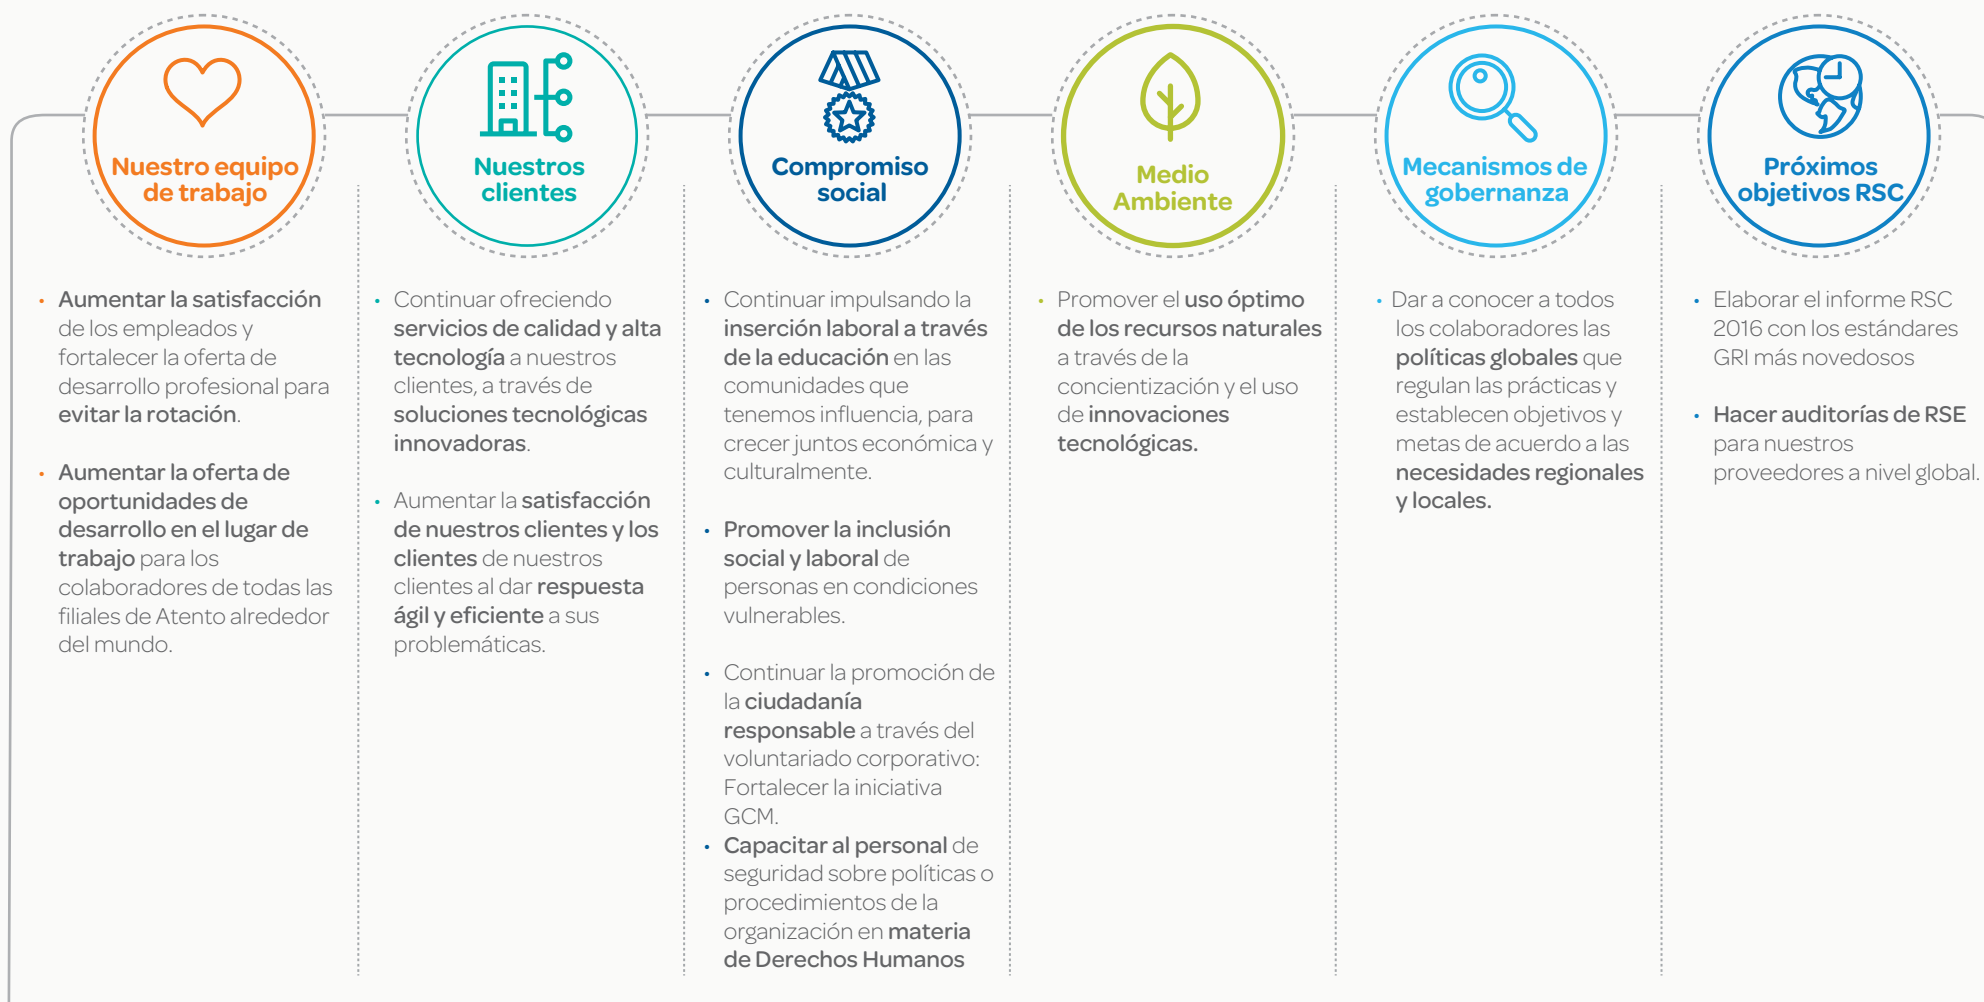 Nuestro equipo
de trabajo
• Aumentar la satisfacción
de los empleados y
fortalecer la oferta de
desarrollo profesional para
evitar la rotación.
• Aumentar la oferta de
oportunidades de
desarrollo en el lugar de
trabajo para los
colaboradores de todas las
filiales de Atento alrededor
del mundo.
Nuestros
clientes
• Continuar ofreciendo
servicios de calidad y alta
tecnología a nuestros
clientes, a través de
soluciones tecnológicas
innovadoras.
• Aumentar la satisfacción
de nuestros clientes y los
clientes de nuestros
clientes al dar respuesta
ágil y eficiente a sus
problemáticas.
Compromiso
social
• Continuar impulsando la
inserción laboral a través
de la educación en las
comunidades que
tenemos influencia, para
crecer juntos económica y
culturalmente.
• Promover la inclusión
social y laboral de
personas en condiciones
vulnerables.
• Continuar la promoción de
la ciudadanía
responsable a través del
voluntariado corporativo:
Fortalecer la iniciativa
GCM.
• Capacitar al personal de
seguridad sobre políticas o
procedimientos de la
organización en materia
de Derechos Humanos
Medio
Ambiente
• Promover el uso óptimo
de los recursos naturales
a través de la
concientización y el uso
de innovaciones
tecnológicas.
Mecanismos de
gobernanza
• Dar a conocer a todos
los colaboradores las
políticas globales que
regulan las prácticas y
establecen objetivos y
metas de acuerdo a las
necesidades regionales
y locales.
Próximos
objetivos RSC
• Elaborar el informe RSC
2016 con los estándares
GRI más novedosos
• Hacer auditorías de RSE
para nuestros
proveedores a nivel global.